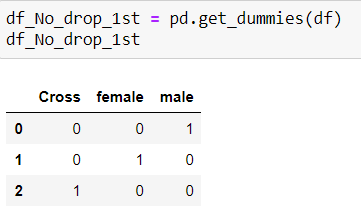 df_No_drop_1st = pd.get_dummies(df)
df_No_drop_1st
Cross female male
0 0 0 1
1 0 1 0
2 1 0 0